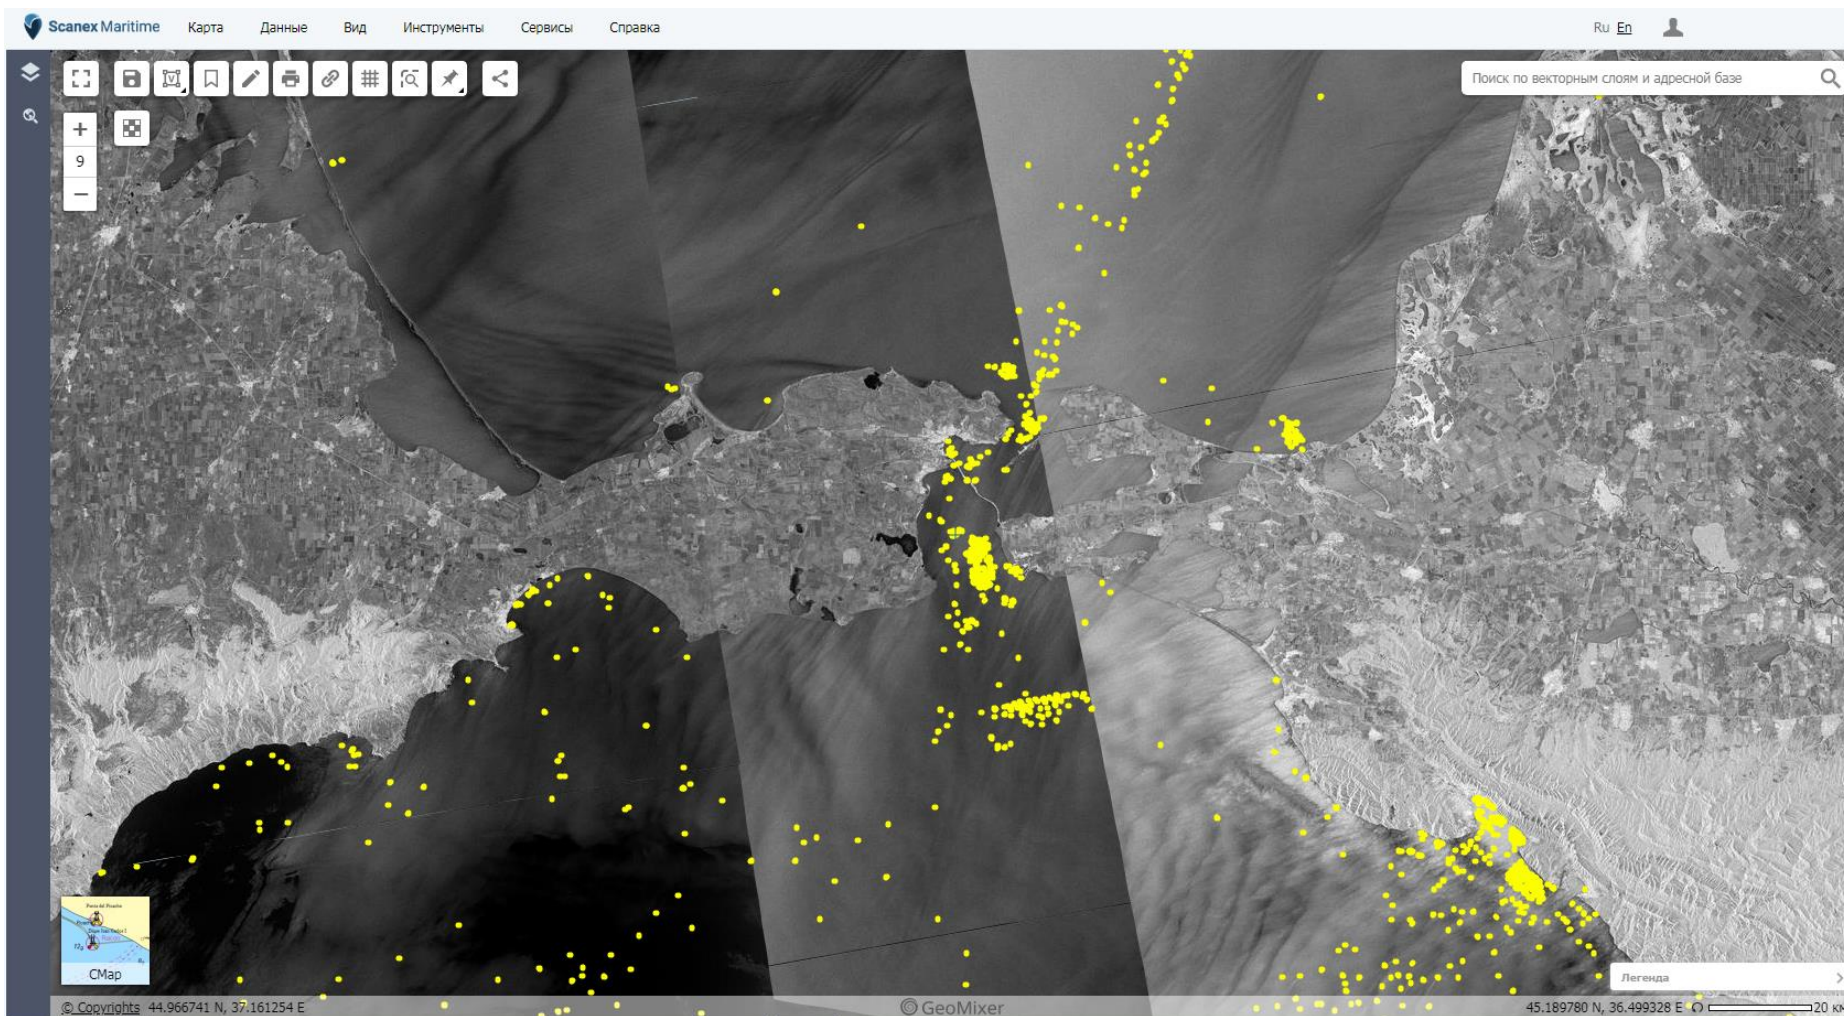 Scanex Maritime Карта Данные Вид Инструменты Сервисы Справка Ru En
Поиск по векторным слоям и адресной базе
+
9
−
CMap
Легенда
© Copyrights 44.966741 N, 37.161254 E
© GeoMixer
45.189780 N, 36.499328 E 20 км